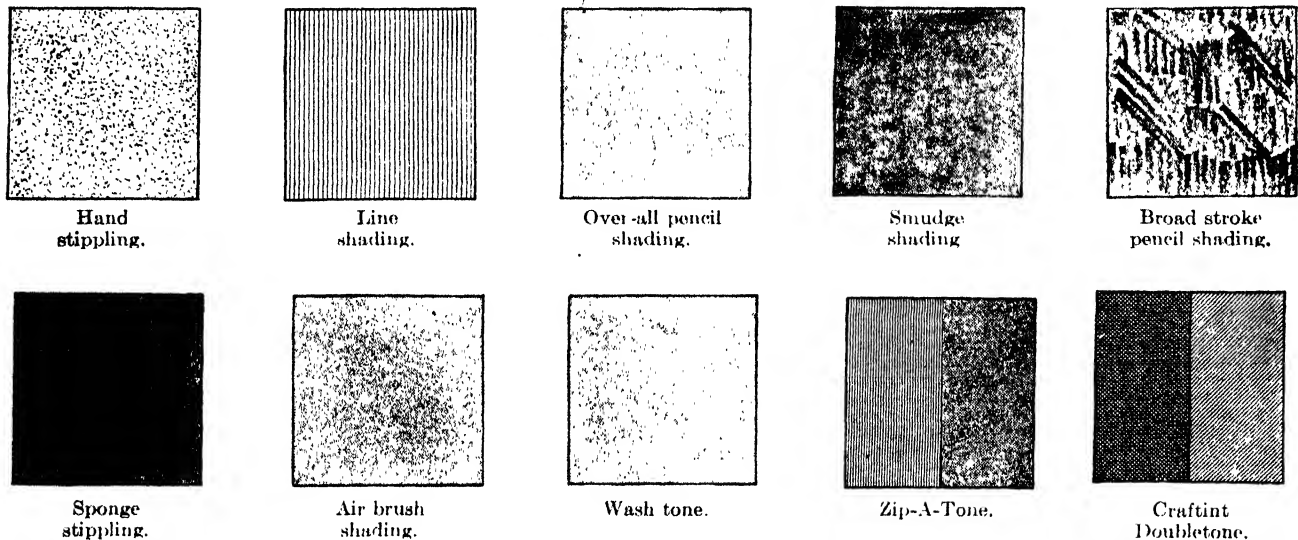 Hand
stippling.
Line
shading.
Over-all pencil
shading.
Smudge
shading
Broad stroke
pencil shading.
Sponge
stippling.
Air brush
shading.
Wash tone.
Zip-A-Tone.
Craftint
Doubletone.